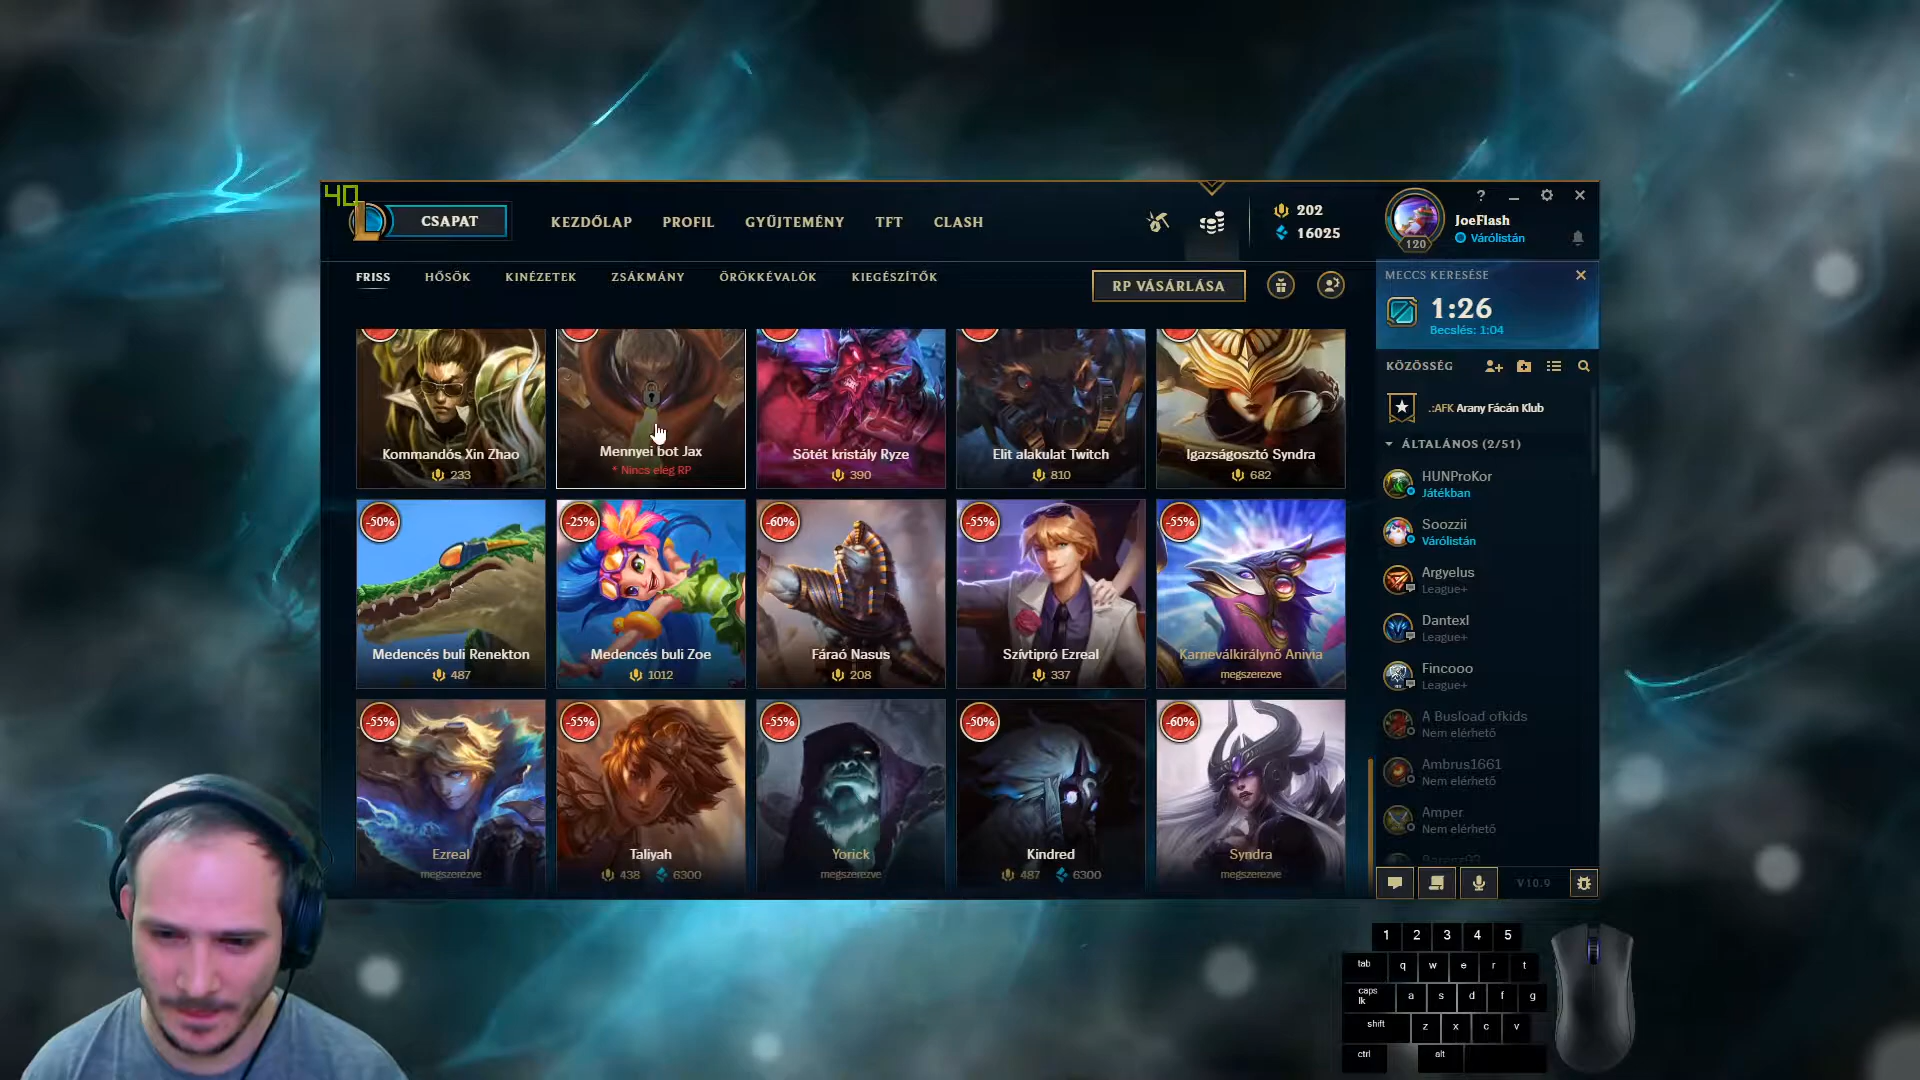 40
CSAPAT
KEZDŐLAP
PROFIL
GYŰJTEMÉNY
TFT
CLASH
202
16025
120
JoeFlash
Várólistán
?
FRISS
HŐSÖK
KINÉZETEK
ZSÁKMÁNY
ÖRÖKKÉVALÓK
KIEGÉSZÍTŐK
RP VÁSÁRLÁSA
MECCS KERESÉSE
1:26
Becslés: 1:04
Kommandós Xin Zhao
233
Mennyei bot Jax
* Nincs elég RP
Sötét kristály Ryze
390
Elit alakulat Twitch
810
Igazságosztó Syndra
682
-50%
Medencés buli Renekton
487
-25%
Medencés buli Zoe
1012
-60%
Fáraó Nasus
208
-55%
Szívtipró Ezreal
337
-55%
Karneválkirálynő Anivia
megszerezve
-55%
Ezreal
megszerezve
-55%
Taliyah
438 6300
-55%
Yorick
megszerezve
-50%
Kindred
487 6300
-60%
Syndra
megszerezve
KÖZÖSSÉG
.:AFK Arany Fácán Klub
ÁLTALÁNOS (2/51)
HUNProKor
Játékban
Soozzii
Várólistán
Argyelus
League+
Dantexl
League+
Fincooo
League+
A Busload ofkids
Nem elérhető
Ambrus1661
Nem elérhető
Amper
Nem elérhető
V10.9
1 2 3 4 5
tab q w e r t
caps lk a s d f g
shift z x c v
ctrl alt